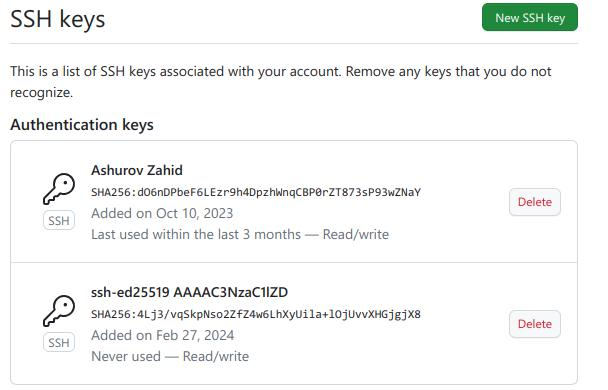 SSH keys
New SSH key
This is a list of SSH keys associated with your account. Remove any keys that you do not
recognize.
Authentication keys
Ashurov Zahid
SHA256:dO6nDPbeF6LEzr9h4DpzhWnqCBP0rZT873sP93wZNaY
SSH
Added on Oct 10, 2023
Last used within the last 3 months — Read/write
Delete
ssh-ed25519 AAAAC3NzaC1lZD
SHA256:4Lj3/vqSkpNso2ZfZ4w6LhXyUila+lOjUvvXHGjgjX8
SSH
Added on Feb 27, 2024
Never used — Read/write
Delete